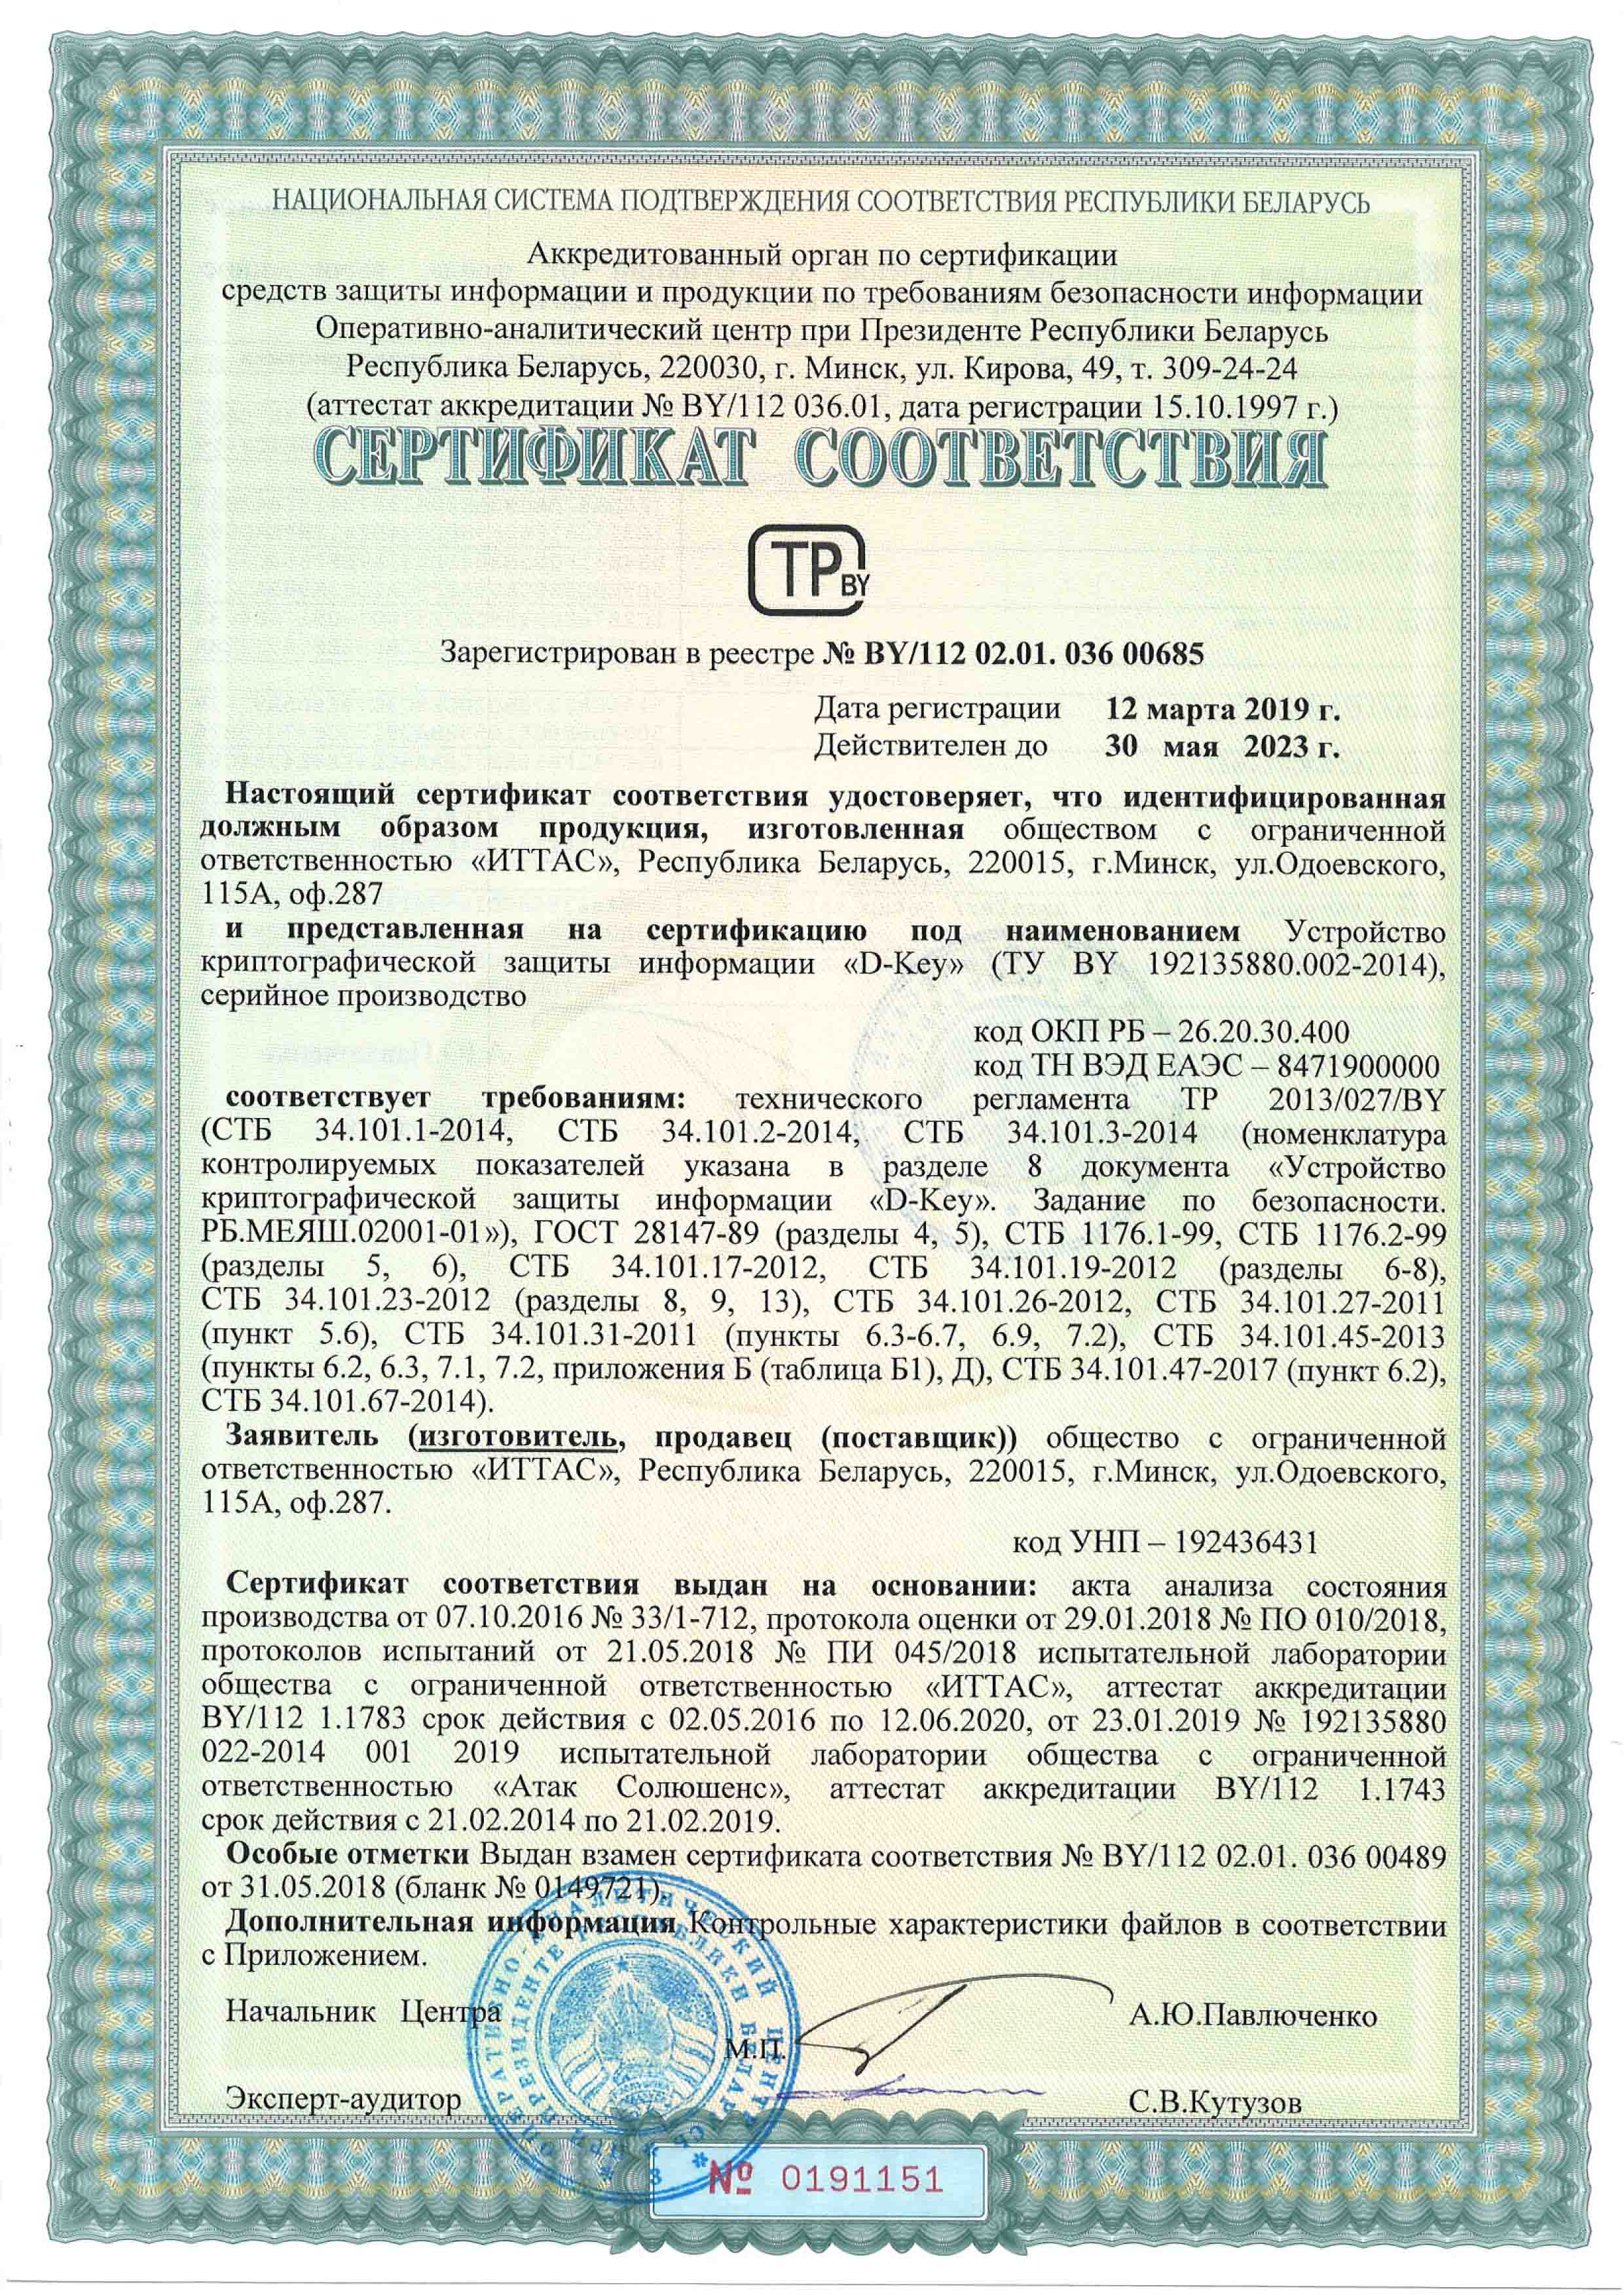 НАЦИОНАЛЬНАЯ СИСТЕМА ПОДТВЕРЖДЕНИЯ СООТВЕТСТВИЯ РЕСПУБЛИКИ БЕЛАРУСЬ
Аккредитованный орган по сертификации
средств защиты информации и продукции по требованиям безопасности информации
Оперативно-аналитический центр при Президенте Республики Беларусь
Республика Беларусь, 220030, г. Минск, ул. Кирова, 49, т. 309-24-24
(аттестат аккредитации № BY/112 036.01, дата регистрации 15.10.1997 г.)
СЕРТИФИКАТ СООТВЕТСТВИЯ
ТР BY
Зарегистрирован в реестре № BY/112 02.01. 036 00685
Дата регистрации 12 марта 2019 г.
Действителен до 30 мая 2023 г.
Настоящий сертификат соответствия удостоверяет, что идентифицированная
должным образом продукция, изготовленная обществом с ограниченной
ответственностью «ИТТАС», Республика Беларусь, 220015, г.Минск, ул.Одоевского,
115А, оф.287
и представленная на сертификацию под наименованием Устройство
криптографической защиты информации «D-Key» (ТУ BY 192135880.002-2014),
серийное производство
код ОКП РБ – 26.20.30.400
код ТН ВЭД ЕАЭС – 8471900000
соответствует требованиям: технического регламента ТР 2013/027/BY
(СТБ 34.101.1-2014, СТБ 34.101.2-2014, СТБ 34.101.3-2014 (номенклатура
контролируемых показателей указана в разделе 8 документа «Устройство
криптографической защиты информации «D-Key». Задание по безопасности.
РБ.МЕЯШ.02001-01»), ГОСТ 28147-89 (разделы 4, 5), СТБ 1176.1-99, СТБ 1176.2-99
(разделы 5, 6), СТБ 34.101.17-2012, СТБ 34.101.19-2012 (разделы 6-8),
СТБ 34.101.23-2012 (разделы 8, 9, 13), СТБ 34.101.26-2012, СТБ 34.101.27-2011
(пункт 5.6), СТБ 34.101.31-2011 (пункты 6.3-6.7, 6.9, 7.2), СТБ 34.101.45-2013
(пункты 6.2, 6.3, 7.1, 7.2, приложения Б (таблица Б1), Д), СТБ 34.101.47-2017 (пункт 6.2),
СТБ 34.101.67-2014).
Заявитель (изготовитель, продавец (поставщик)) общество с ограниченной
ответственностью «ИТТАС», Республика Беларусь, 220015, г.Минск, ул.Одоевского,
115А, оф.287.
код УНП – 192436431
Сертификат соответствия выдан на основании: акта анализа состояния
производства от 07.10.2016 № 33/1-712, протокола оценки от 29.01.2018 № ПО 010/2018,
протоколов испытаний от 21.05.2018 № ПИ 045/2018 испытательной лаборатории
общества с ограниченной ответственностью «ИТТАС», аттестат аккредитации
BY/112 1.1783 срок действия с 02.05.2016 по 12.06.2020, от 23.01.2019 № 192135880
022-2014 001 2019 испытательной лаборатории общества с ограниченной
ответственностью «Атак Солюшенс», аттестат аккредитации BY/112 1.1743
срок действия с 21.02.2014 по 21.02.2019.
Особые отметки Выдан взамен сертификата соответствия № BY/112 02.01. 036 00489
от 31.05.2018 (бланк № 0149721).
Дополнительная информация Контрольные характеристики файлов в соответствии
с Приложением.
Начальник Центра А.Ю.Павлюченко
М.П.
Эксперт-аудитор С.В.Кутузов
ОПЕРАТИВНО-АНАЛИТИЧЕСКИЙ ЦЕНТР
ПРИ ПРЕЗИДЕНТЕ РЕСПУБЛИКИ БЕЛАРУСЬ
3
№ 0191151